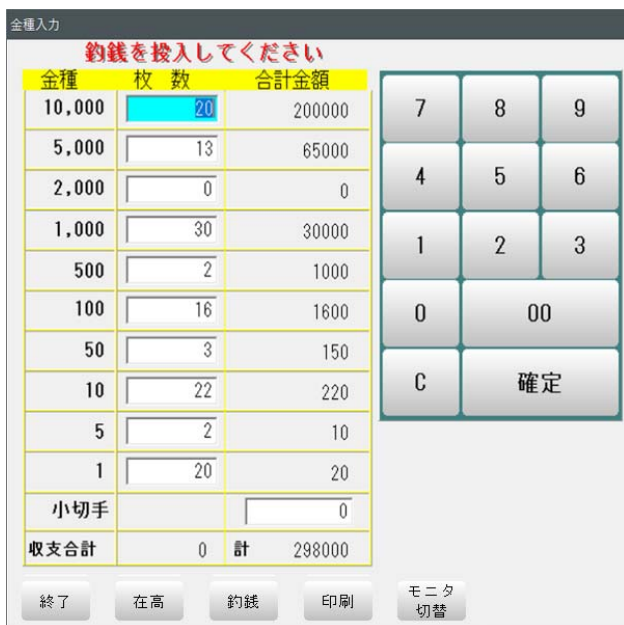 金種入力
釣銭を投入してください
金種 枚 数 合計金額
10,000 20 200000
5,000 13 65000
2,000 0 0
1,000 30 30000
500 2 1000
100 16 1600
50 3 150
10 22 220
5 2 10
1 20 20
小切手 0
収支合計 0 計 298000
7 8 9
4 5 6
1 2 3
0 00
C 確定
終了 在高 釣銭 印刷 モニタ
切替